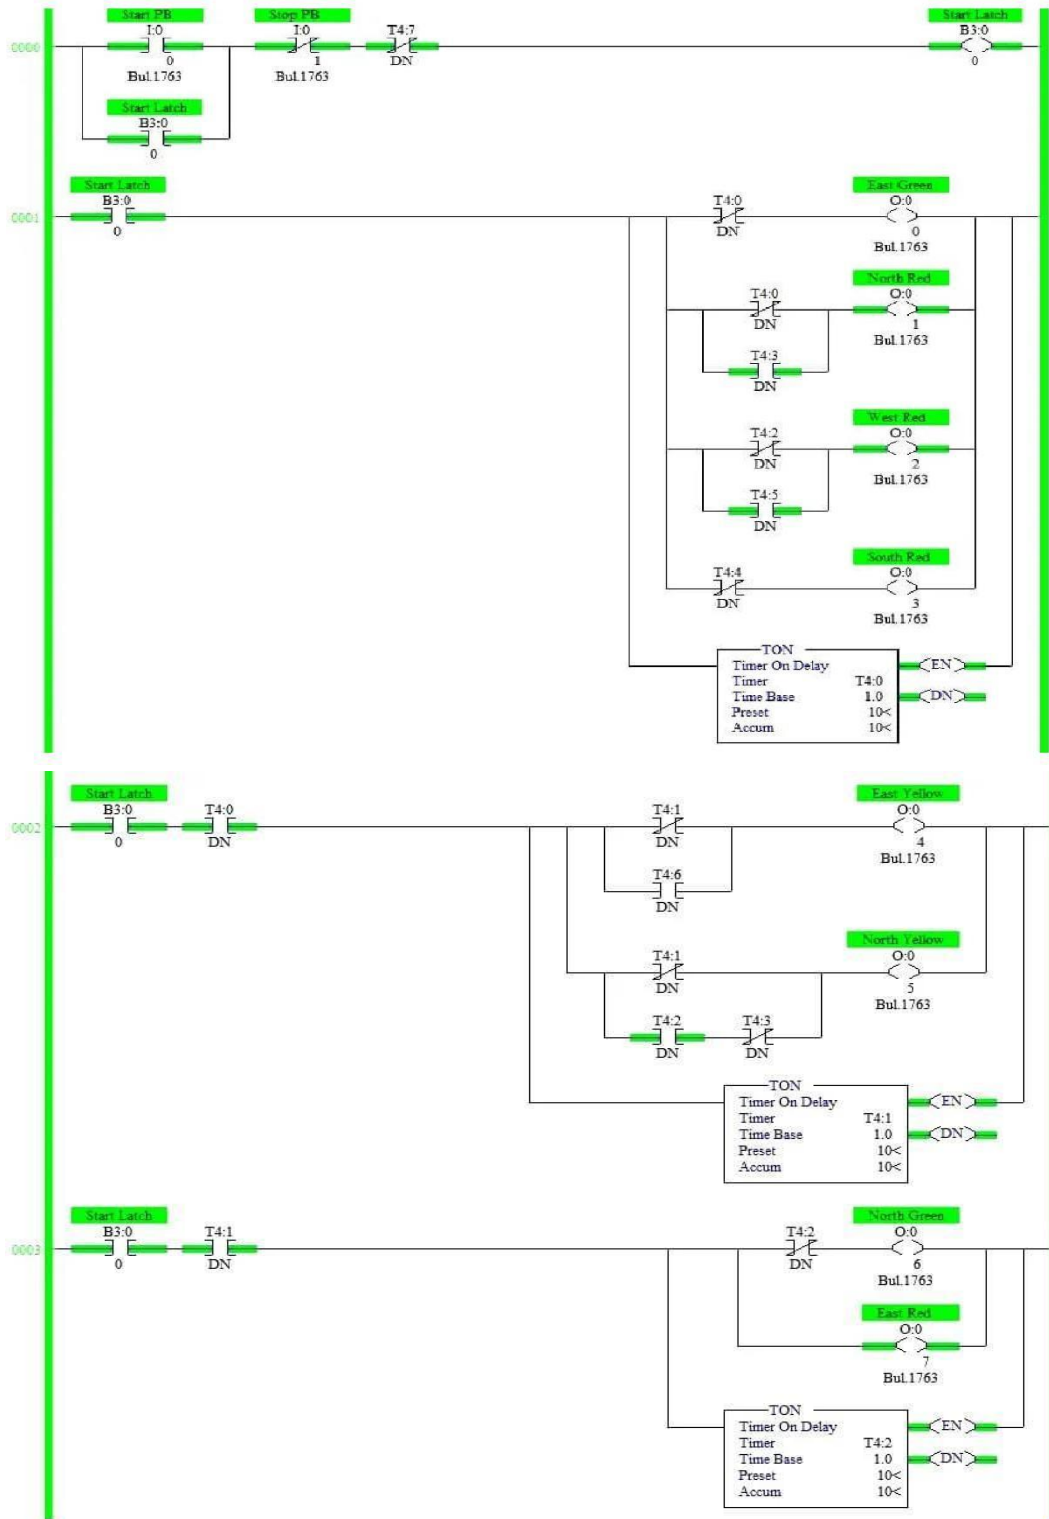 Start PB Stop PB Start Latch
I:0 I:0 T4:7 B3:0
0000
0 1 DN 0
Bul.1763 Bul.1763
Start Latch
B3:0
0
Start Latch East Green
B3:0 T4:0 O:0
0001
0 DN 0
Bul.1763
North Red
T4:0 O:0
DN 1
Bul.1763
T4:3
DN
West Red
T4:2 O:0
DN 2
Bul.1763
T4:5
DN
South Red
T4:4 O:0
DN 3
Bul.1763
TON
Timer On Delay EN
Timer T4:0
Time Base 1.0 DN
Preset 10<
Accum 10<
Start Latch East Yellow
B3:0 T4:0 T4:1 O:0
0002
0 DN DN 4
Bul.1763
T4:6
DN
North Yellow
T4:1 O:0
DN 5
Bul.1763
T4:2 T4:3
DN DN
TON
Timer On Delay EN
Timer T4:1
Time Base 1.0 DN
Preset 10<
Accum 10<
Start Latch North Green
B3:0 T4:1 T4:2 O:0
0003
0 DN DN 6
Bul.1763
East Red
O:0
7
Bul.1763
TON
Timer On Delay EN
Timer T4:2
Time Base 1.0 DN
Preset 10<
Accum 10<